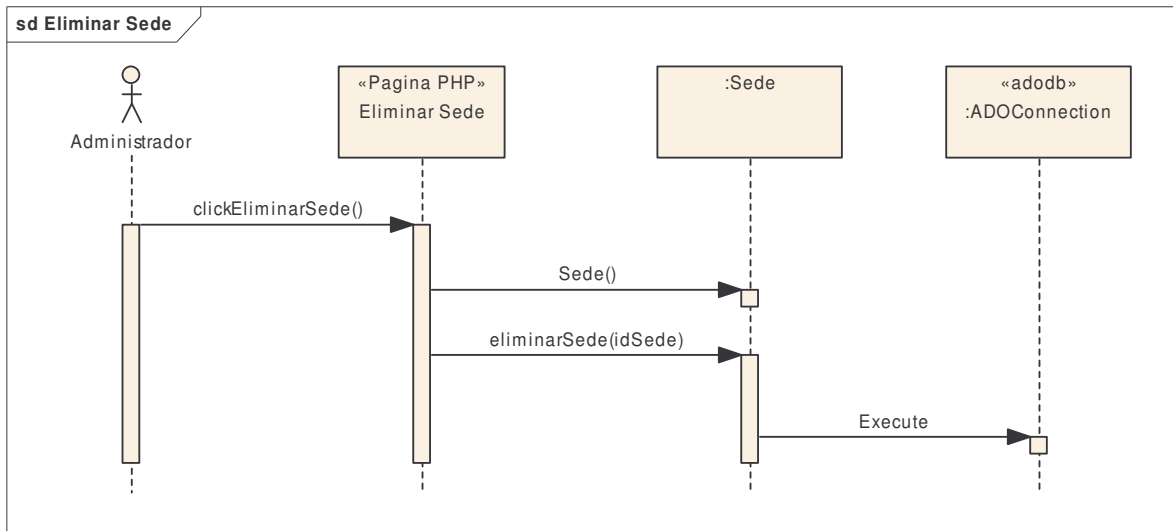 sd Eliminar Sede
Administrador
«Pagina PHP»
Eliminar Sede
:Sede
«adodb»
:ADOConnection
clickEliminarSede()
Sede()
eliminarSede(idSede)
Execute